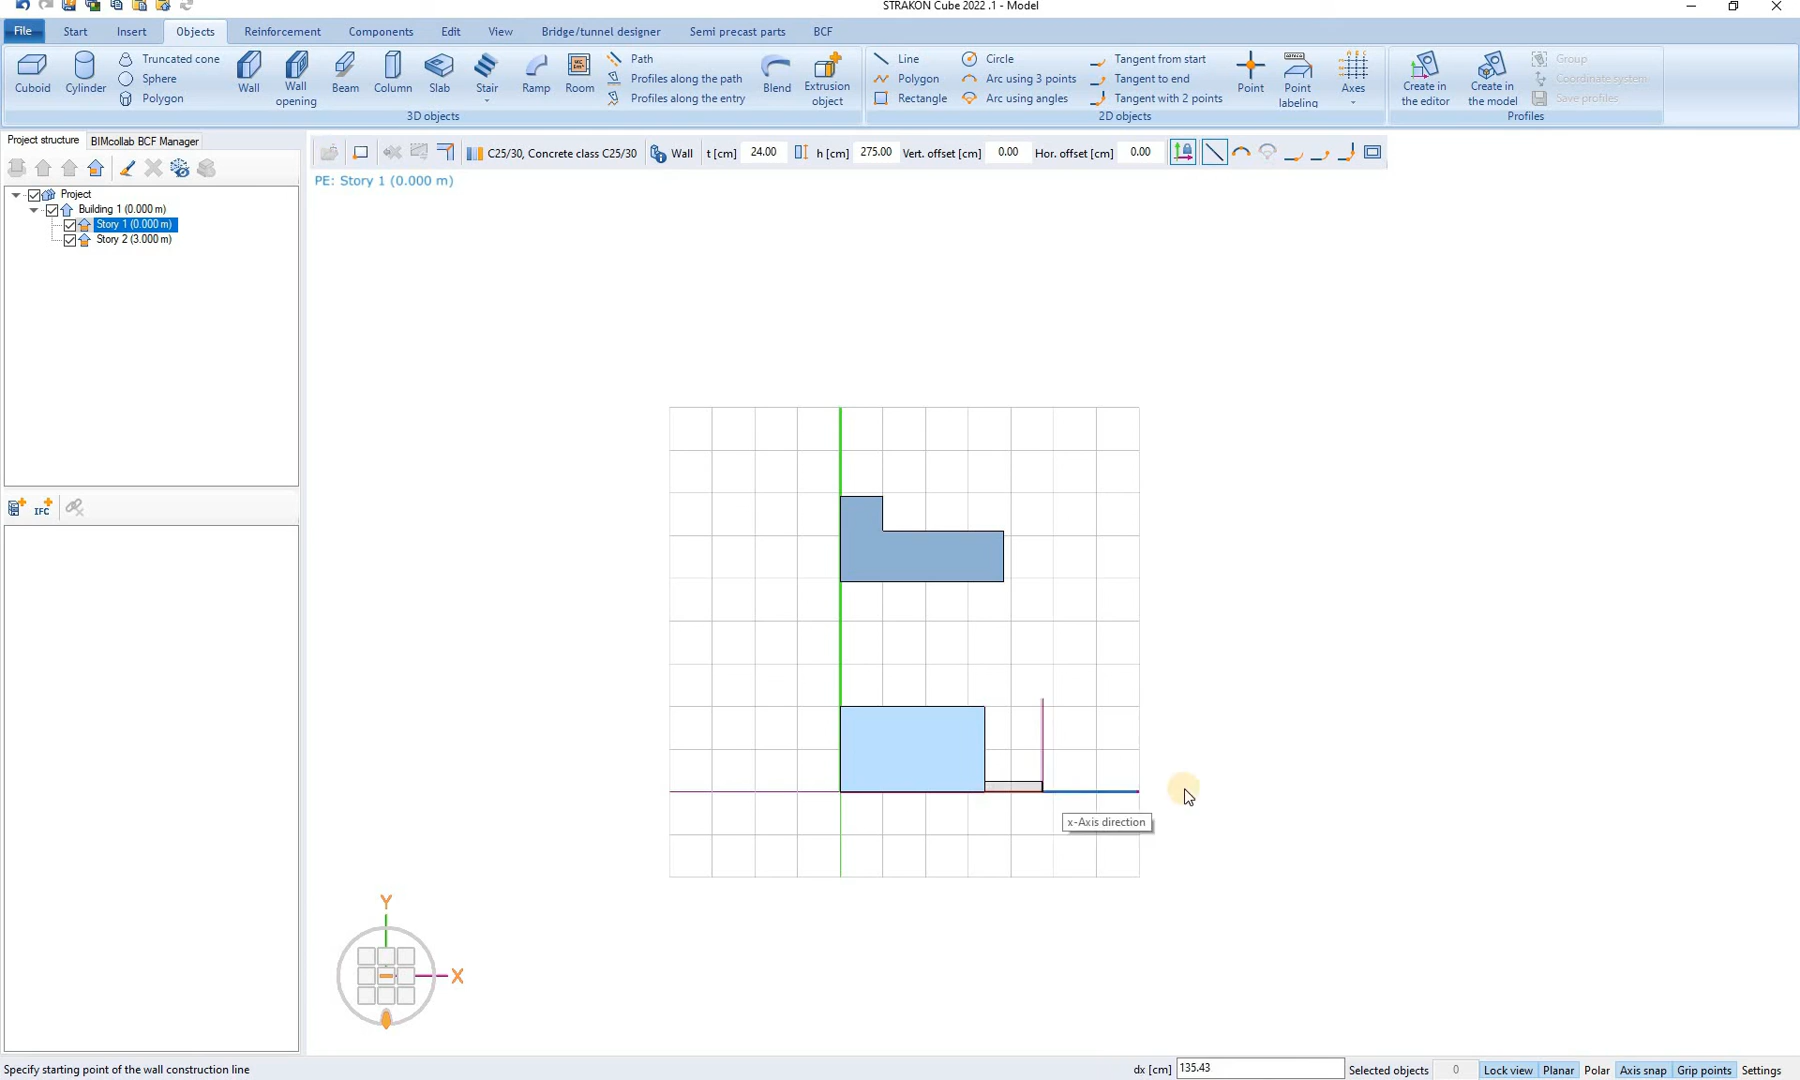 STRAKON Cube 2022 .1 - Model
File Start Insert Objects Reinforcement Components Edit View Bridge/tunnel designer Semi precast parts BCF
Cuboid
Cylinder
Truncated cone
Sphere
Polygon
Wall
Wall
opening
Beam
Column
Slab
Stair
Ramp
Room
Path
Profiles along the path
Profiles along the entry
Blend
Extrusion
object
3D objects
Line
Polygon
Rectangle
Circle
Arc using 3 points
Arc using angles
Tangent from start
Tangent to end
Tangent with 2 points
Point
Point
labeling
Axes
2D objects
Create in
the editor
Create in
the model
Group
Coordinate system
Save profiles
Profiles
Project structure BIMcollab BCF Manager
C25/30, Concrete class C25/30 Wall t [cm] 24.00 h [cm] 275.00 Vert. offset [cm] 0.00 Hor. offset [cm] 0.00
PE: Story 1 (0.000 m)
Project
Building 1 (0.000 m)
Story 1 (0.000 m)
Story 2 (3.000 m)
IFC
x-Axis direction
Y
X
Specify starting point of the wall construction line
dx [cm] 135.43 Selected objects 0 Lock view Planar Polar Axis snap Grip points Settings